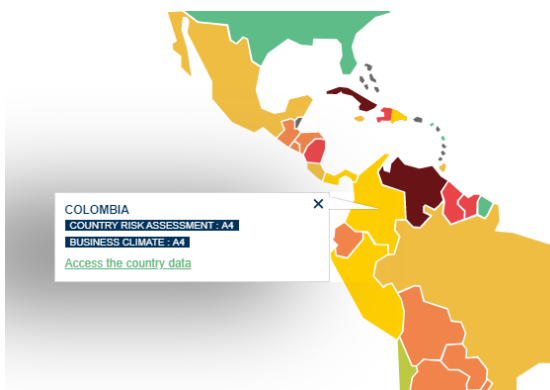 COLOMBIA
COUNTRY RISK ASSESSMENT : A4
BUSINESS CLIMATE : A4
Access the country data